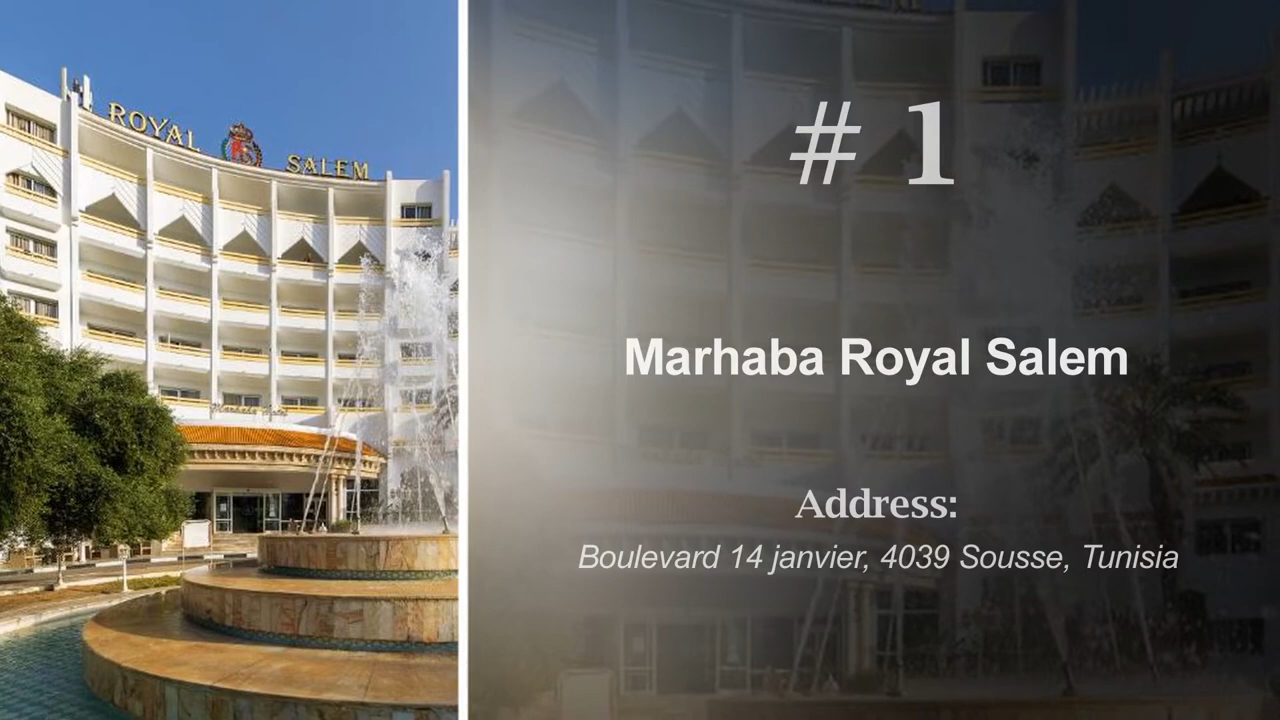 ROYAL SALEM
# 1
Marhaba Royal Salem
Address:
Boulevard 14 janvier, 4039 Sousse, Tunisia